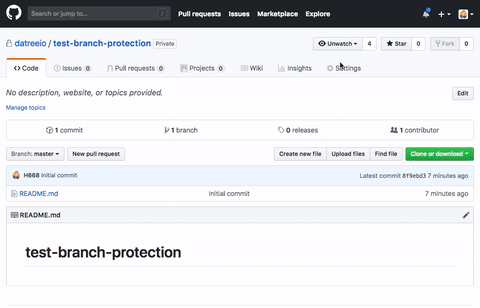 Search or jump to... / Pull requests Issues Marketplace Explore
datreeio / test-branch-protection Private Unwatch 4 Star 0 Fork 0
Code Issues 0 Pull requests 0 Projects 0 Wiki Insights Settings
No description, website, or topics provided. Edit
Manage topics
1 commit 1 branch 0 releases 1 contributor
Branch: master New pull request Create new file Upload files Find file Clone or download
H668 Initial commit Latest commit 8f9ebd3 7 minutes ago
README.md initial commit 7 minutes ago
README.md
test-branch-protection